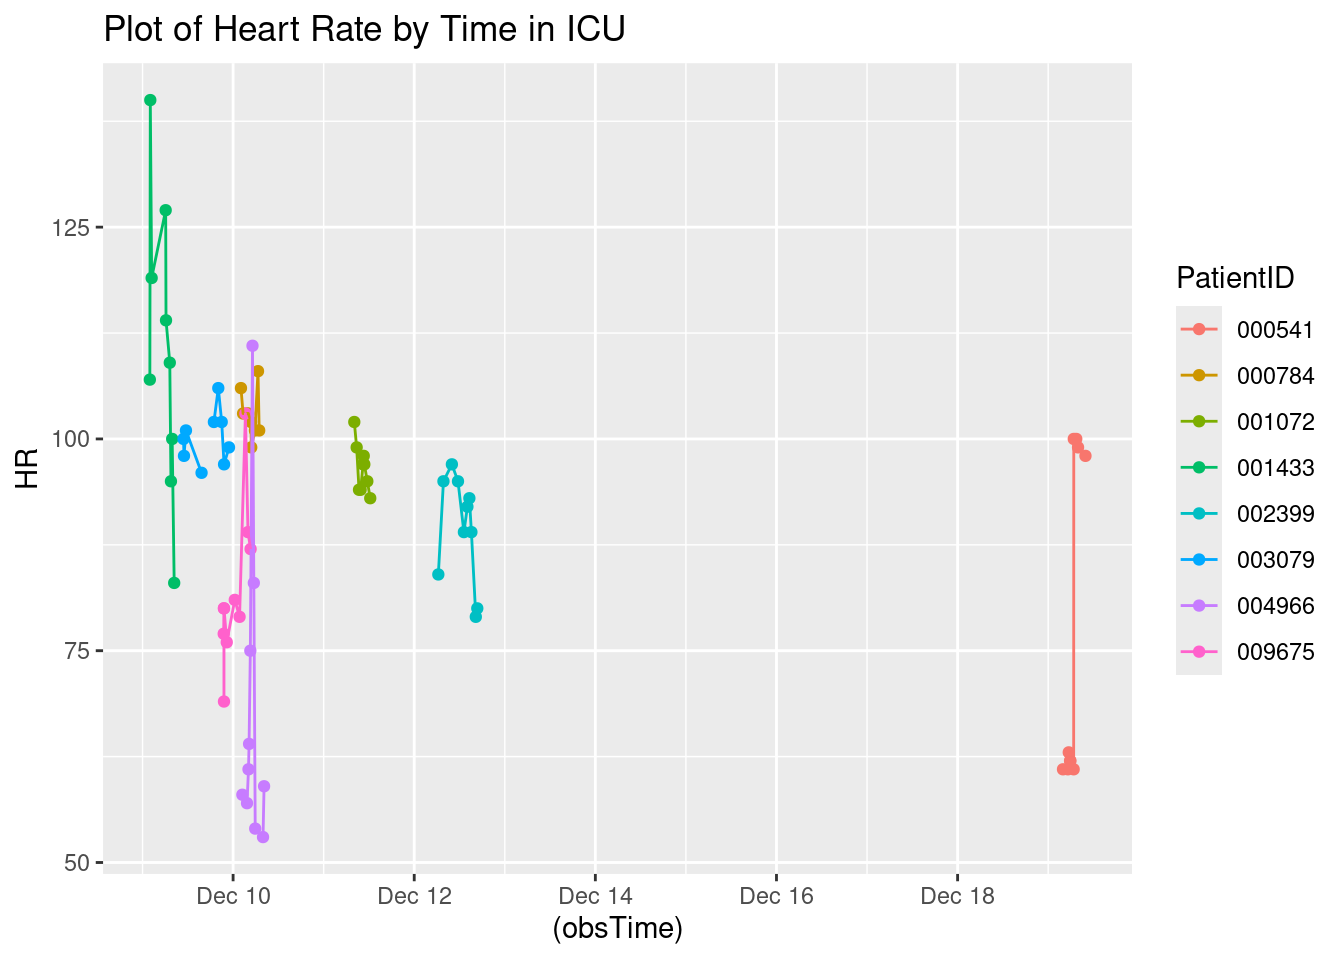 Plot of Heart Rate by Time in ICU
HR
125
100
75
50
Dec 10 Dec 12 Dec 14 Dec 16 Dec 18
(obsTime)
PatientID
000541
000784
001072
001433
002399
003079
004966
009675